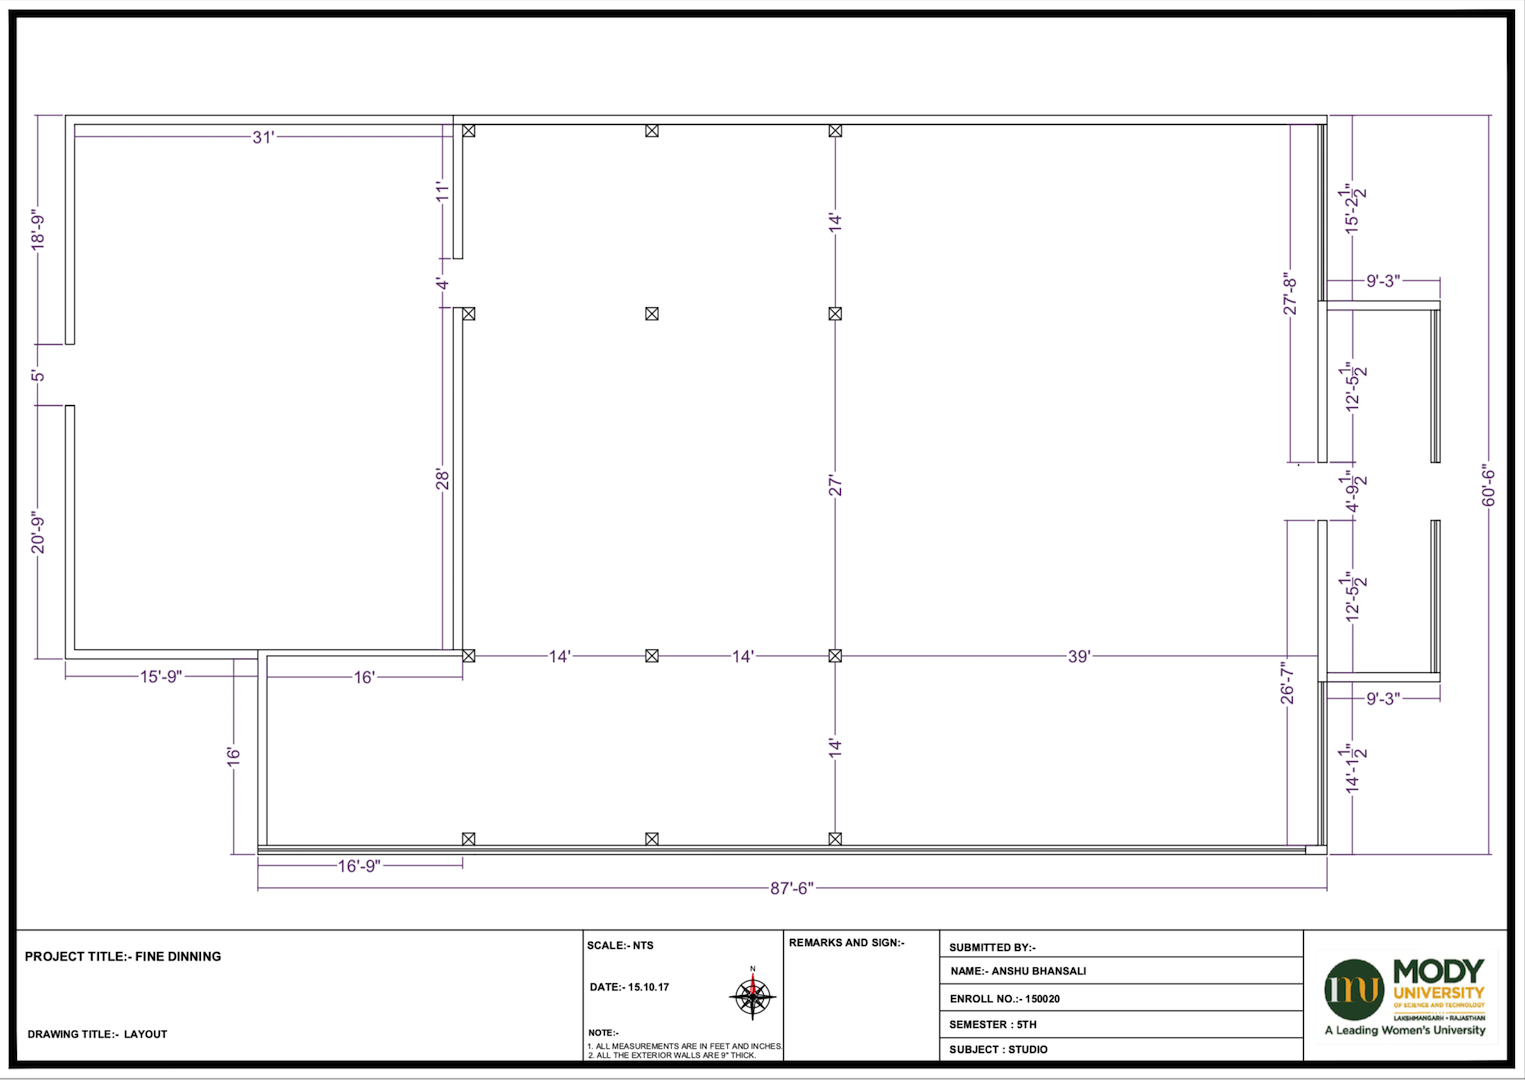 31'
11'
4'
28'
18'-9"
5'
20'-9"
15'-9"
16'
16'
16'-9"
87'-6"
14'
27'
14'
14'
14'
39'
27'-8"
26'-7"
15'-2 1/2"
9'-3"
12'-5 1/2"
4'-9 1/2"
12'-5 1/2"
9'-3"
14'-1 1/2"
60'-6"
PROJECT TITLE:- FINE DINNING
DRAWING TITLE:- LAYOUT
SCALE:- NTS
DATE:- 15.10.17
N
NOTE:-
1. ALL MEASUREMENTS ARE IN FEET AND INCHES.
2. ALL THE EXTERIOR WALLS ARE 9" THICK.
REMARKS AND SIGN:-
SUBMITTED BY:-
NAME:- ANSHU BHANSALI
ENROLL NO.:- 150020
SEMESTER : 5TH
SUBJECT : STUDIO
mu
MODY
UNIVERSITY
OF SCIENCE AND TECHNOLOGY
LAKSHMANGARH • RAJASTHAN
A Leading Women's University